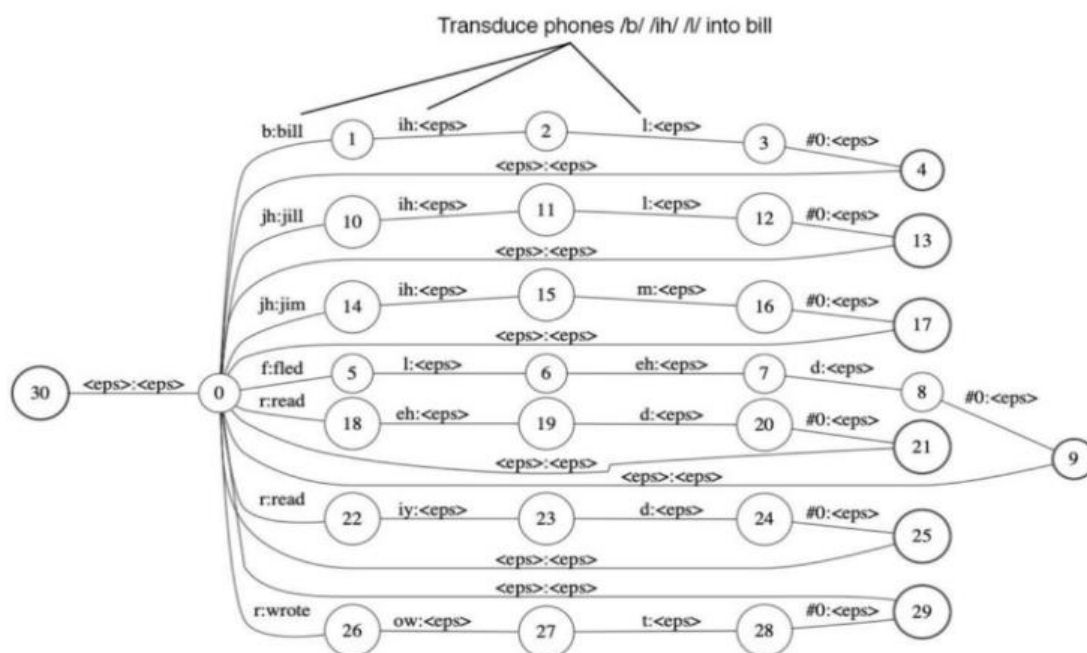 Transduce phones /b/ /ih/ /l/ into bill
b:bill 1 ih:<eps> 2 l:<eps> 3 #0:<eps> 4
<eps>:<eps>
jh:jill 10 ih:<eps> 11 l:<eps> 12 #0:<eps> 13
<eps>:<eps>
jh:jim 14 ih:<eps> 15 m:<eps> 16 #0:<eps> 17
<eps>:<eps>
f:fled 5 l:<eps> 6 eh:<eps> 7 d:<eps> 8 #0:<eps> 9
30 <eps>:<eps> 0
r:read 18 eh:<eps> 19 d:<eps> 20 #0:<eps> 21
<eps>:<eps>
<eps>:<eps>
r:read 22 iy:<eps> 23 d:<eps> 24 #0:<eps> 25
<eps>:<eps>
<eps>:<eps>
r:wrote 26 ow:<eps> 27 t:<eps> 28 #0:<eps> 29